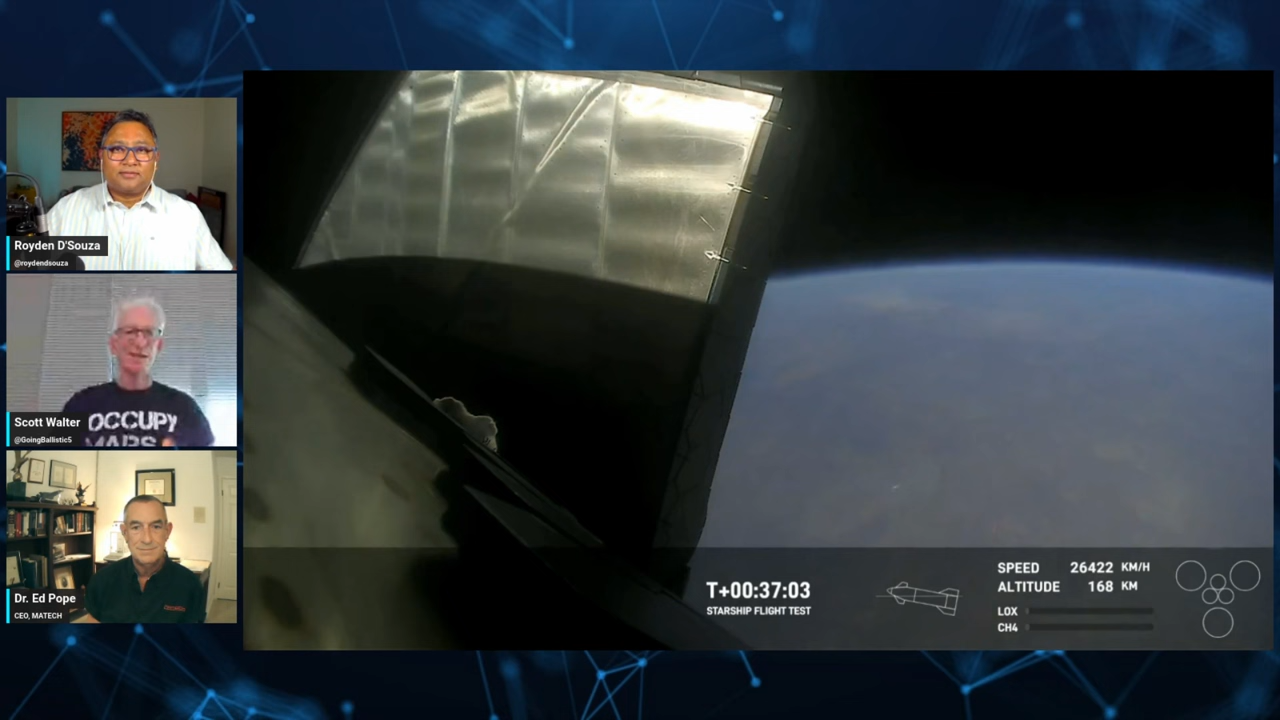 Royden D'Souza
@roydendsouza
OCCUPY
MARS
Scott Walter
@GoingBallistic5
Dr. Ed Pope
CEO, MATECH
T+00:37:03
STARSHIP FLIGHT TEST
SPEED 26422 KM/H
ALTITUDE 168 KM
LOX
CH4